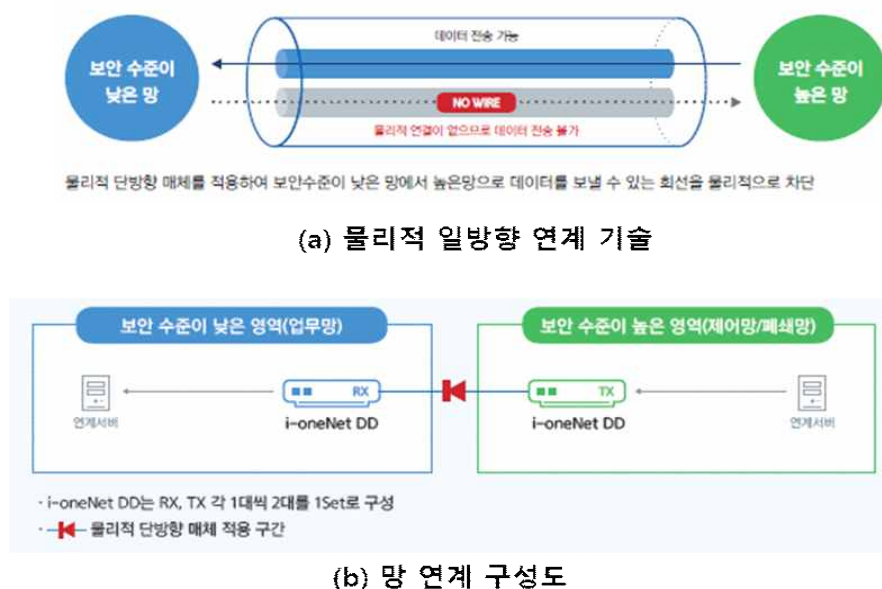 데이터 전송 가능
보안 수준이
낮은 망
보안 수준이
높은 망
NO WIRE
물리적 연결이 없으므로 데이터 전송 불가
물리적 단방향 매체를 적용하여 보안수준이 낮은 망에서 높은망으로 데이터를 보낼 수 있는 회선을 물리적으로 차단
(a) 물리적 일방향 연계 기술
보안 수준이 낮은 영역(업무망)
보안 수준이 높은 영역(제어망/폐쇄망)
RX
TX
연계서버
i-oneNet DD
i-oneNet DD
연계서버
· i-oneNet DD는 RX, TX 각 1대씩 2대를 1Set로 구성
· 물리적 단방향 매체 적용 구간
(b) 망 연계 구성도